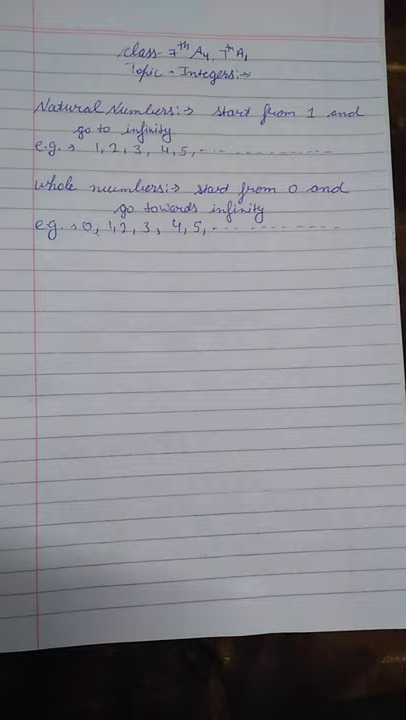 class 7th A4, 7th A1
Topic - Integers:→
Natural Numbers:→ start from 1 and
go to infinity
e.g. → 1, 2, 3, 4, 5, - - - - - - - - - - - - -
Whole numbers:→ start from 0 and
go towards infinity
e.g. → 0, 1, 2, 3, 4, 5, - - - - - - - - - - - - -